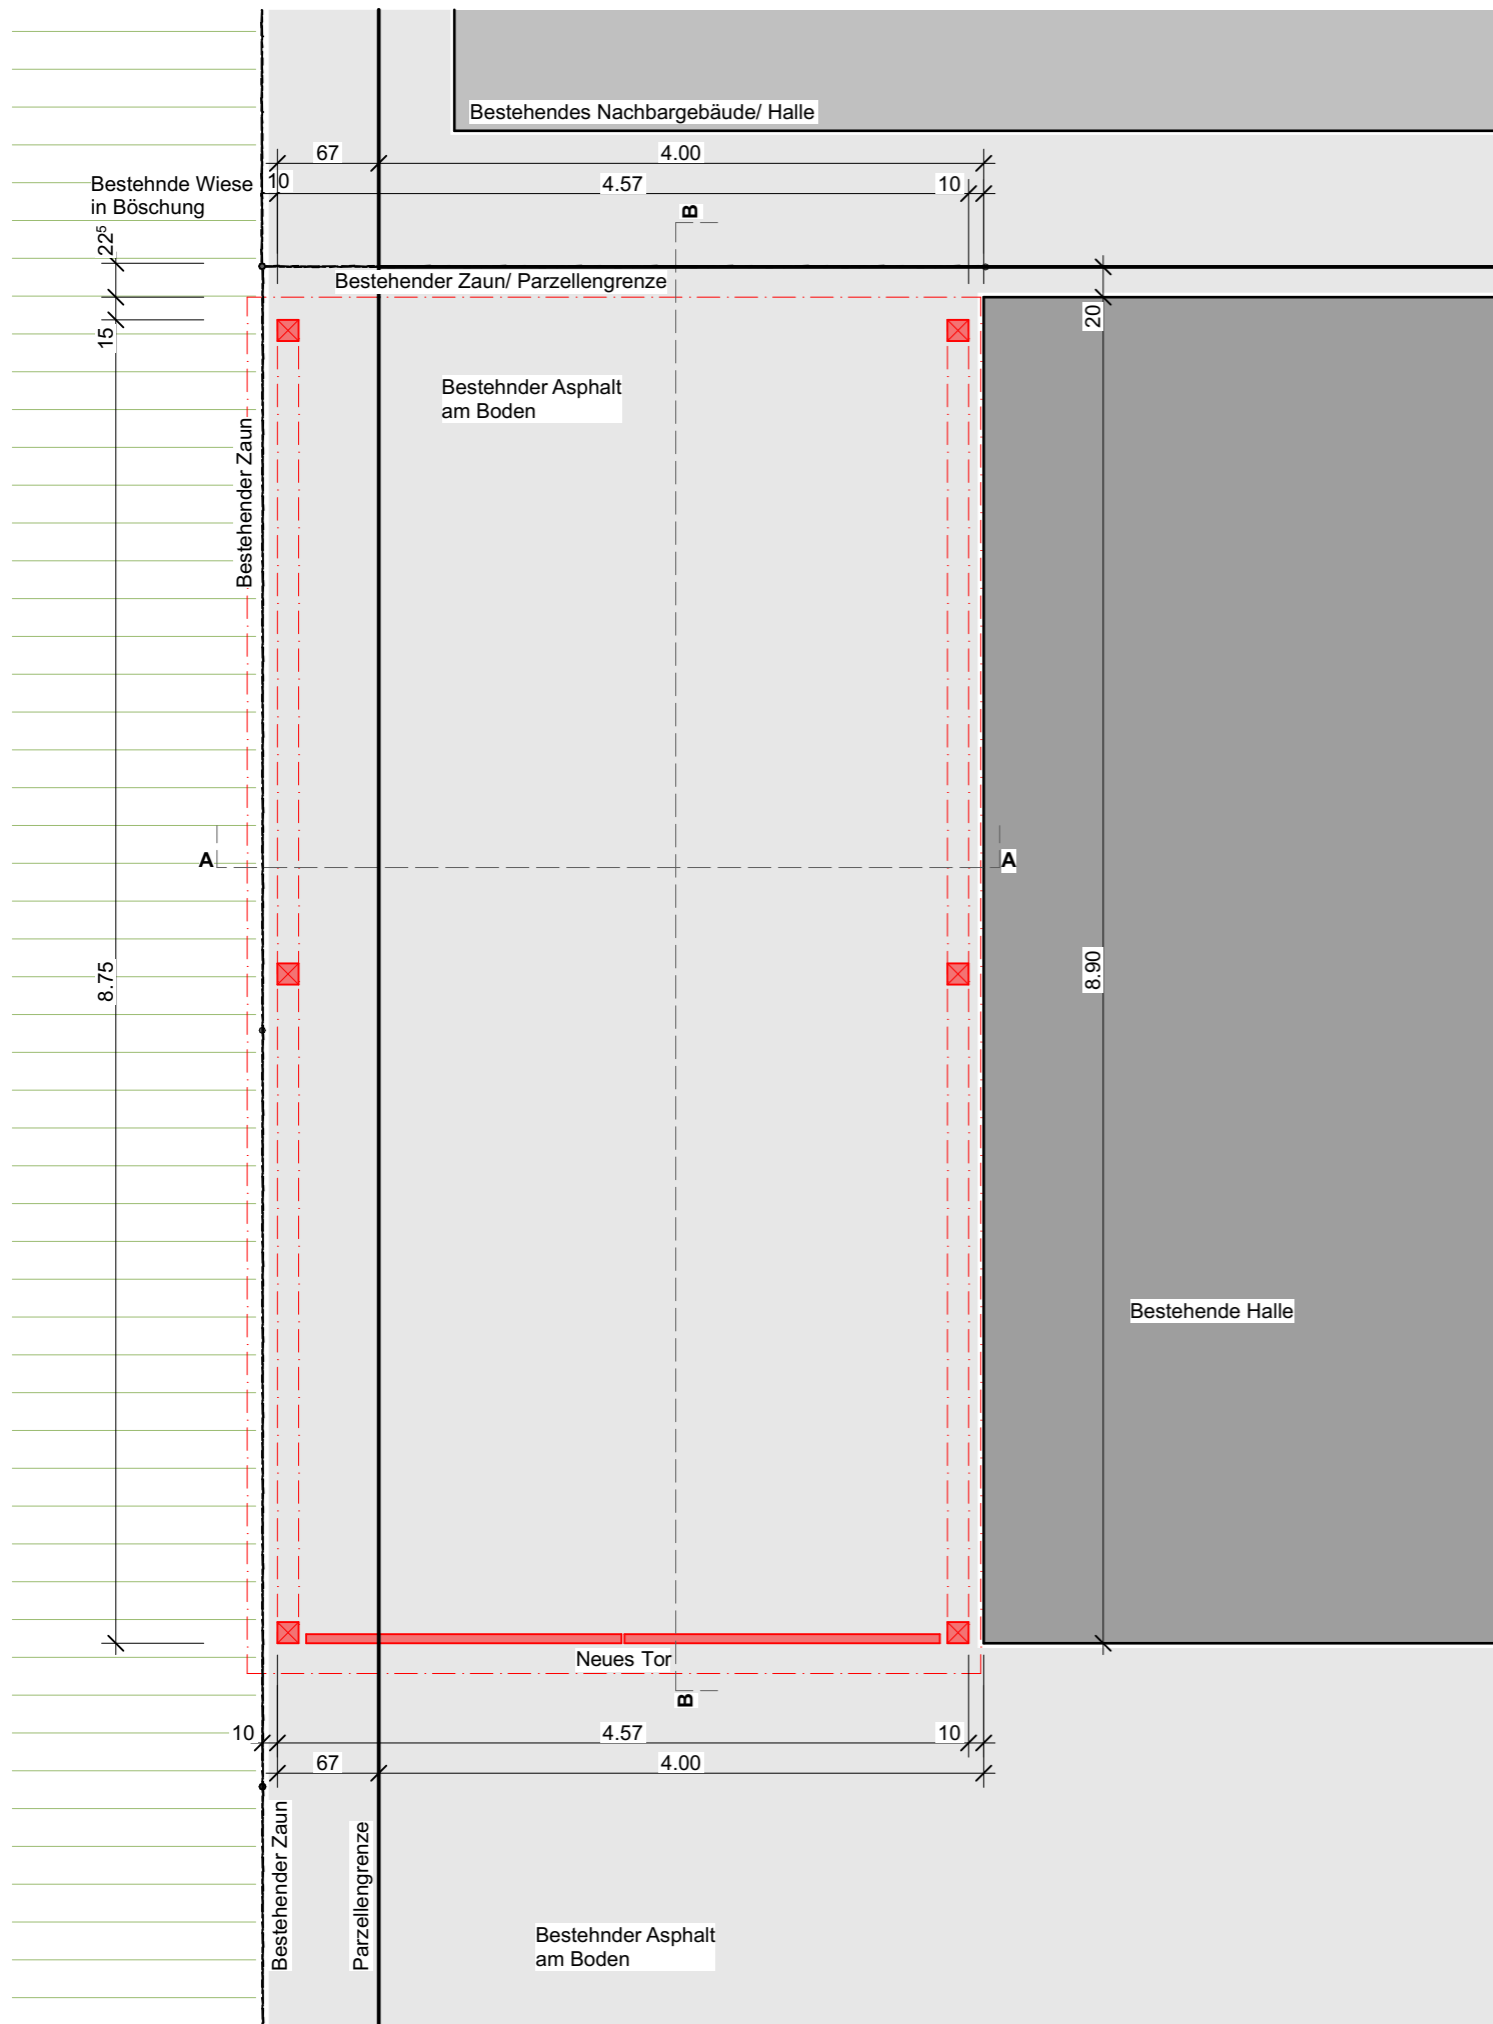 Bestehendes Nachbargebäude/ Halle
67
4.00
Bestehnde Wiese
in Böschung
10
4.57
10
B
22⁵
Bestehender Zaun/ Parzellengrenze
15
20
Bestehnder Asphalt
am Boden
Bestehender Zaun
A
A
8.75
8.90
Bestehende Halle
Neues Tor
B
10
4.57
10
67
4.00
Bestehender Zaun
Parzellengrenze
Bestehnder Asphalt
am Boden